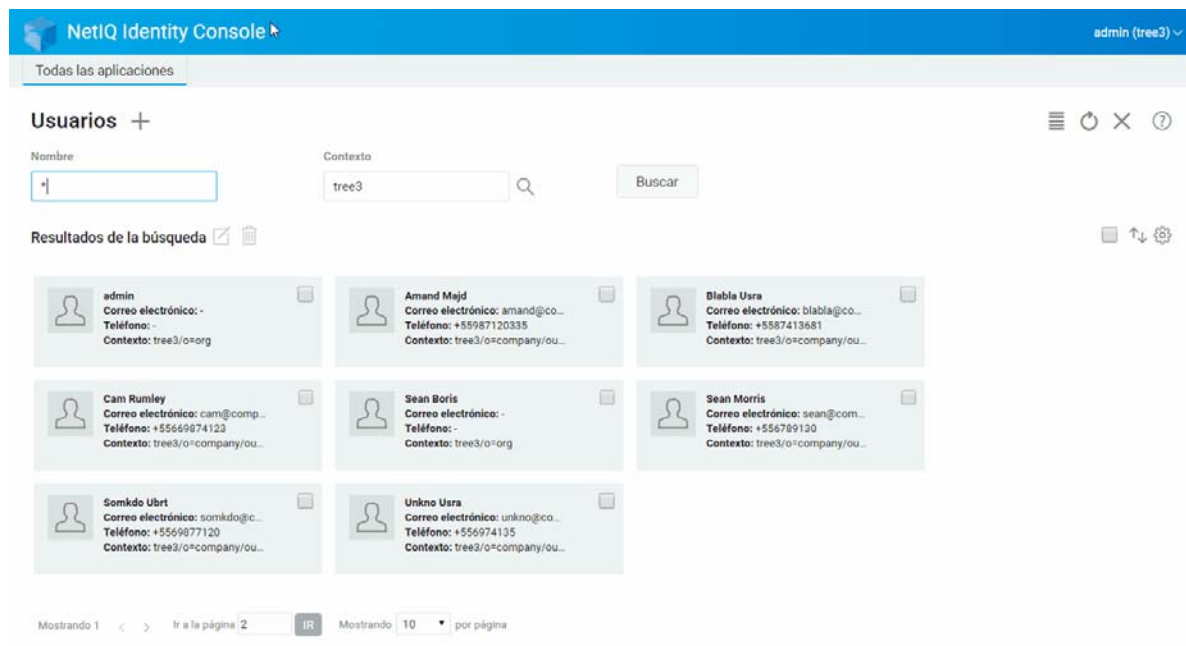 NetIQ Identity Console
admin (tree3)
Todas las aplicaciones
Usuarios
Nombre
Contexto
*
tree3
Buscar
Resultados de la búsqueda
admin
Correo electrónico: -
Teléfono: -
Contexto: tree3/o=org
Amand Majd
Correo electrónico: amand@co...
Teléfono: +55987120335
Contexto: tree3/o=company/ou...
Blabla Usra
Correo electrónico: blabla@co...
Teléfono: +5587413681
Contexto: tree3/o=company/ou...
Cam Rumley
Correo electrónico: cam@comp...
Teléfono: +55669874123
Contexto: tree3/o=company/ou...
Sean Boris
Correo electrónico: -
Teléfono: -
Contexto: tree3/o=org
Sean Morris
Correo electrónico: sean@com...
Teléfono: +556789130
Contexto: tree3/o=company/ou...
Somkdo Ubrt
Correo electrónico: somkdo@c...
Teléfono: +5569877120
Contexto: tree3/o=company/ou...
Unkno Usra
Correo electrónico: unkno@co...
Teléfono: +556974135
Contexto: tree3/o=company/ou...
Mostrando 1 < > Ir a la página 2 IR Mostrando 10 por página